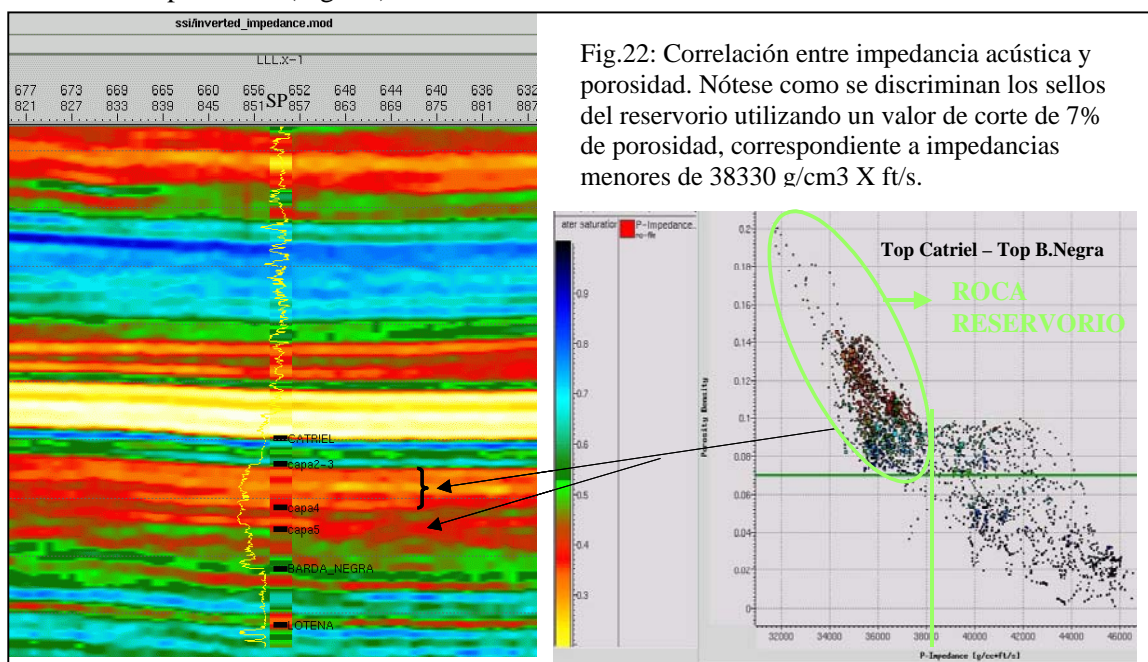 ssi/inverted_impedance.mod
LLL.x-1
677 673 669 665 660 656 652 648 644 640 636 632
821 827 833 839 845 851 SP 857 863 869 875 881 887
CATRIEL
capa2-3
capa4
capa5
BARDA_NEGRA
LOTENA
Fig.22: Correlación entre impedancia acústica y
porosidad. Nótese como se discriminan los sellos
del reservorio utilizando un valor de corte de 7%
de porosidad, correspondiente a impedancias
menores de 38330 g/cm3 X ft/s.
ater saturation
P-Impedance..
no-file
0.9
0.8
0.7
0.6
0.5
0.4
0.3
Top Catriel – Top B.Negra
ROCA
RESERVORIO
Porosity Density
0.2
0.18
0.16
0.14
0.12
0.1
0.08
0.06
0.04
0.02
0
32000 34000 36000 38000 40000 42000 44000 46000
P-Impedance [g/cc*ft/s]